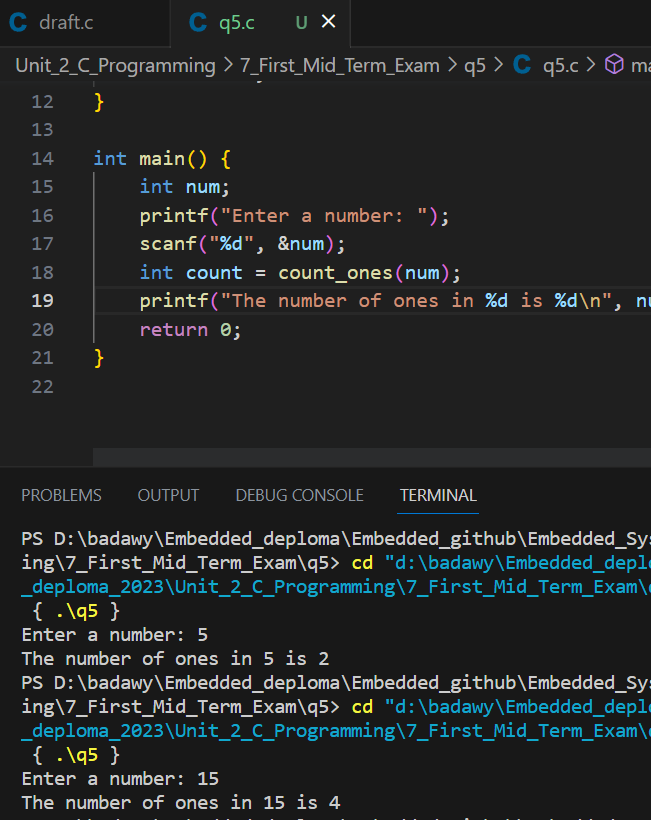 C draft.c C q5.c U ×
Unit_2_C_Programming > 7_First_Mid_Term_Exam > q5 > C q5.c >
12 }
13
14 int main() {
15 int num;
16 printf("Enter a number: ");
17 scanf("%d", &num);
18 int count = count_ones(num);
19 printf("The number of ones in %d is %d\n",
20 return 0;
21 }
22
PROBLEMS OUTPUT DEBUG CONSOLE TERMINAL
PS D:\badawy\Embedded_deploma\Embedded_github\Embedded_Sy
ing\7_First_Mid_Term_Exam\q5> cd "d:\badawy\Embedded_deplo
_deploma_2023\Unit_2_C_Programming\7_First_Mid_Term_Exam\
{ .\q5 }
Enter a number: 5
The number of ones in 5 is 2
PS D:\badawy\Embedded_deploma\Embedded_github\Embedded_Sy
ing\7_First_Mid_Term_Exam\q5> cd "d:\badawy\Embedded_deplo
_deploma_2023\Unit_2_C_Programming\7_First_Mid_Term_Exam\
{ .\q5 }
Enter a number: 15
The number of ones in 15 is 4